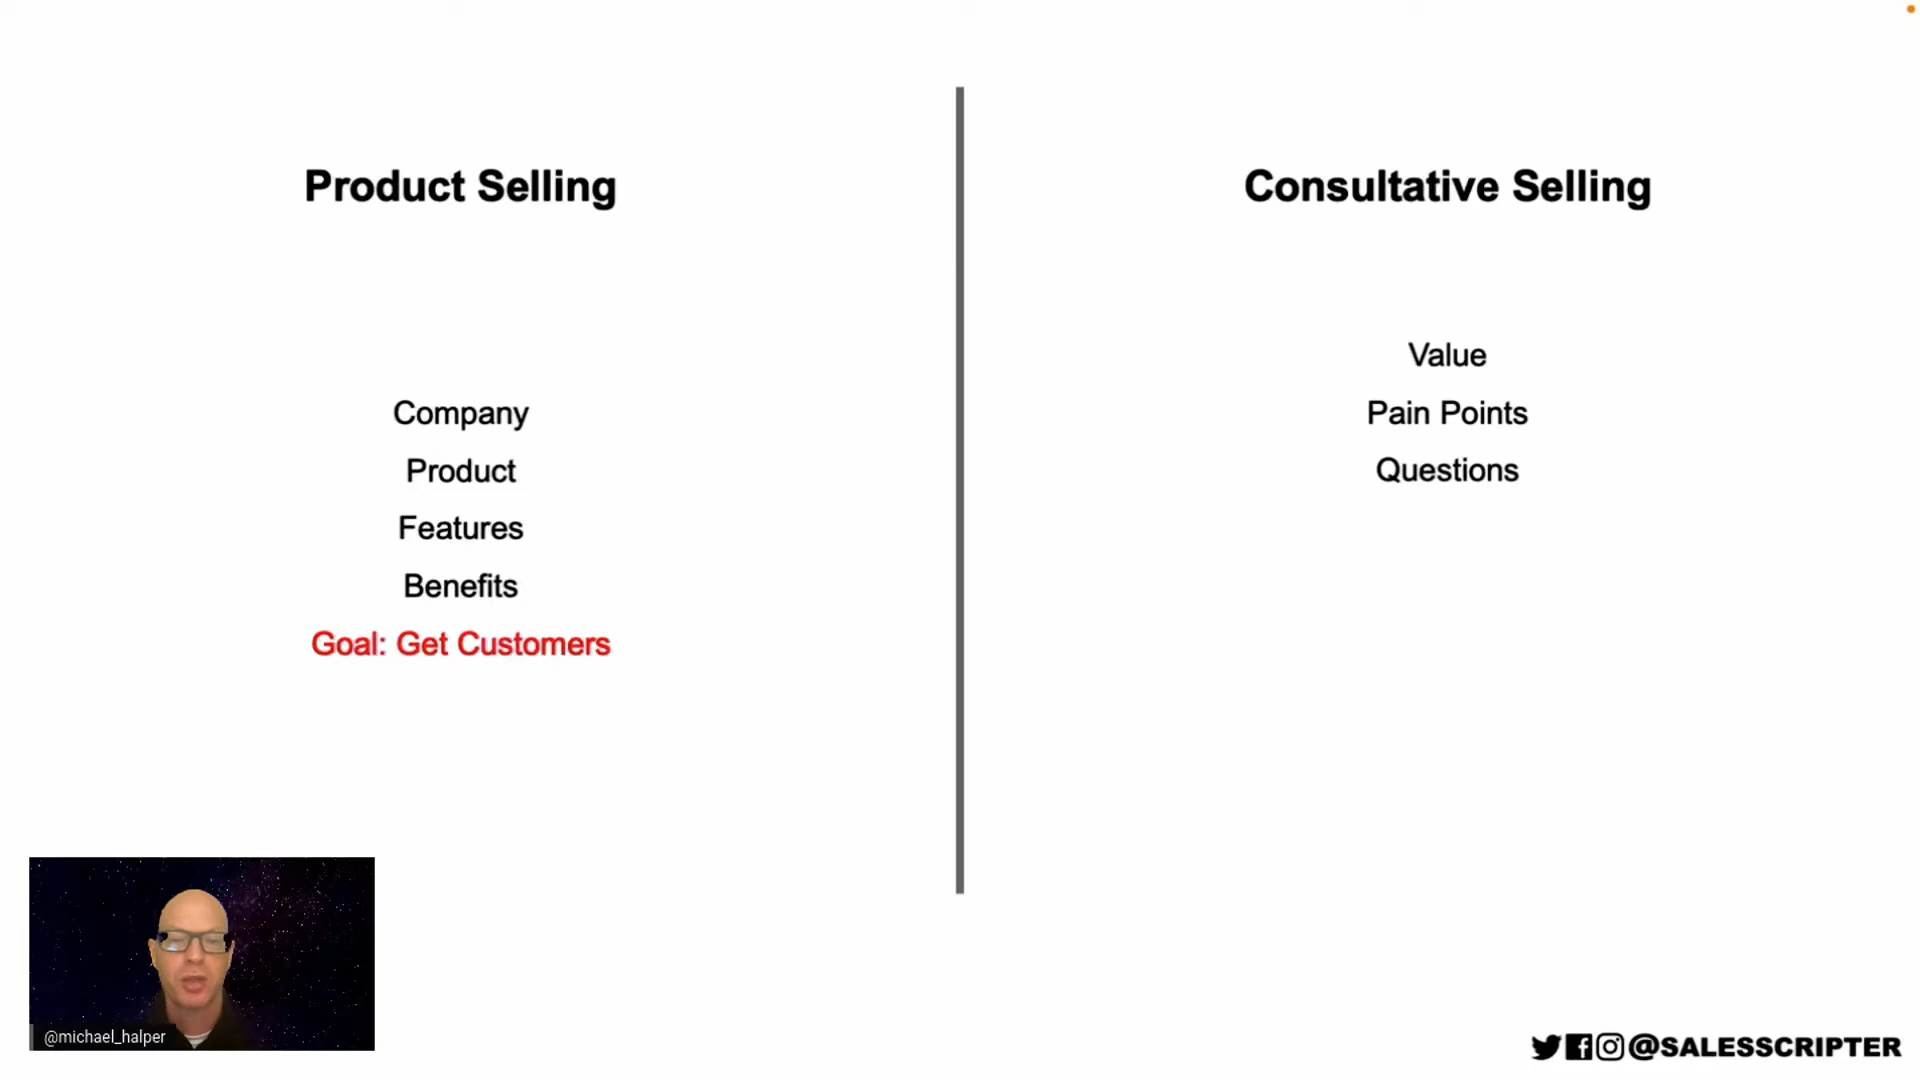 Product Selling
Company
Product
Features
Benefits
Goal: Get Customers
Consultative Selling
Value
Pain Points
Questions
@michael_halper
@SALESSCRIPTER